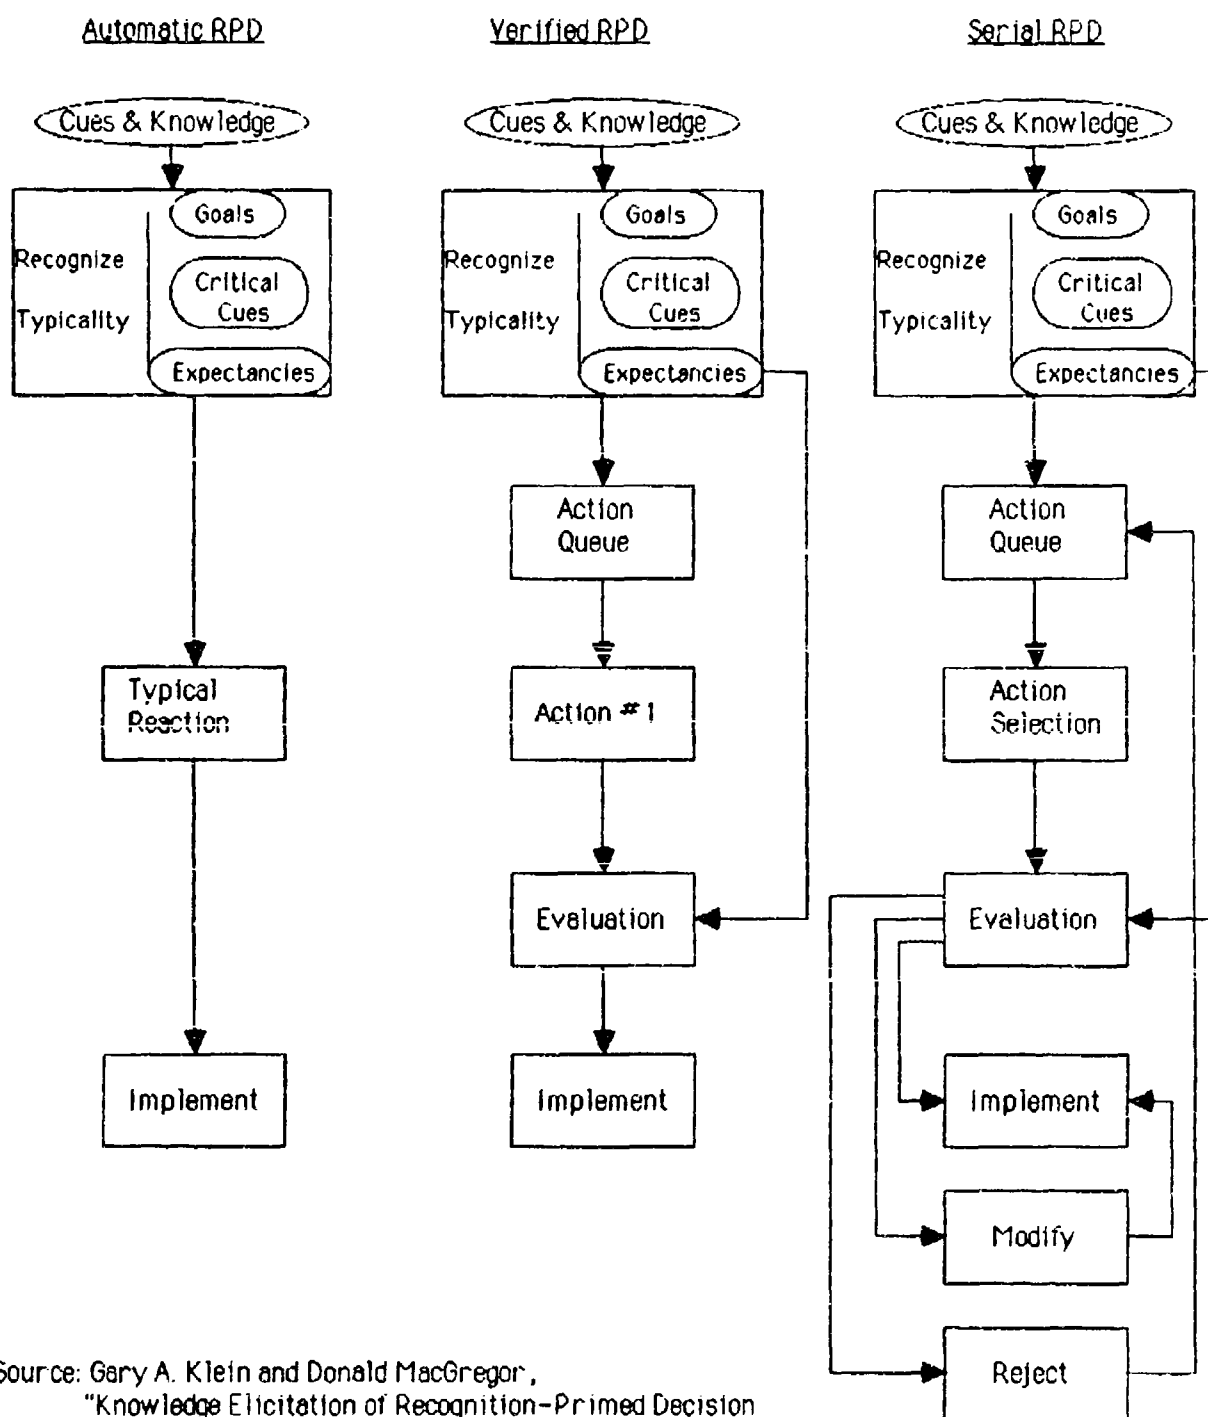 Automatic RPD
Cues & Knowledge
Goals
Recognize
Critical
Cues
Typicality
Expectancies
Typical
Reaction
Implement
Verified RPD
Cues & Knowledge
Goals
Recognize
Critical
Cues
Typicality
Expectancies
Action
Queue
Action #1
Evaluation
Implement
Serial RPD
Cues & Knowledge
Goals
Recognize
Critical
Cues
Typicality
Expectancies
Action
Queue
Action
Selection
Evaluation
Implement
Modify
Reject
Source: Gary A. Klein and Donald MacGregor,
"Knowledge Elicitation of Recognition-Primed Decision